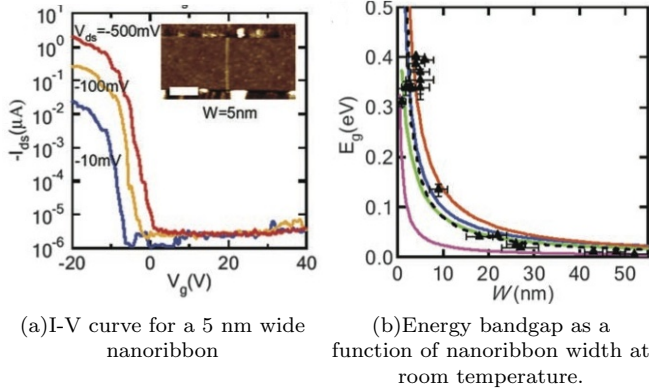 10¹
10⁰
10⁻¹
10⁻²
10⁻³
10⁻⁴
10⁻⁵
10⁻⁶
-I_ds(μA)
V_ds=-500mV
-100mV
-10mV
W=5nm
-20
0
20
40
V_g(V)
0.5
0.4
0.3
0.2
0.1
0.0
E_g(eV)
0
10
20
30
40
50
W(nm)
(a)I-V curve for a 5 nm wide
nanoribbon
(b)Energy bandgap as a
function of nanoribbon width at
room temperature.